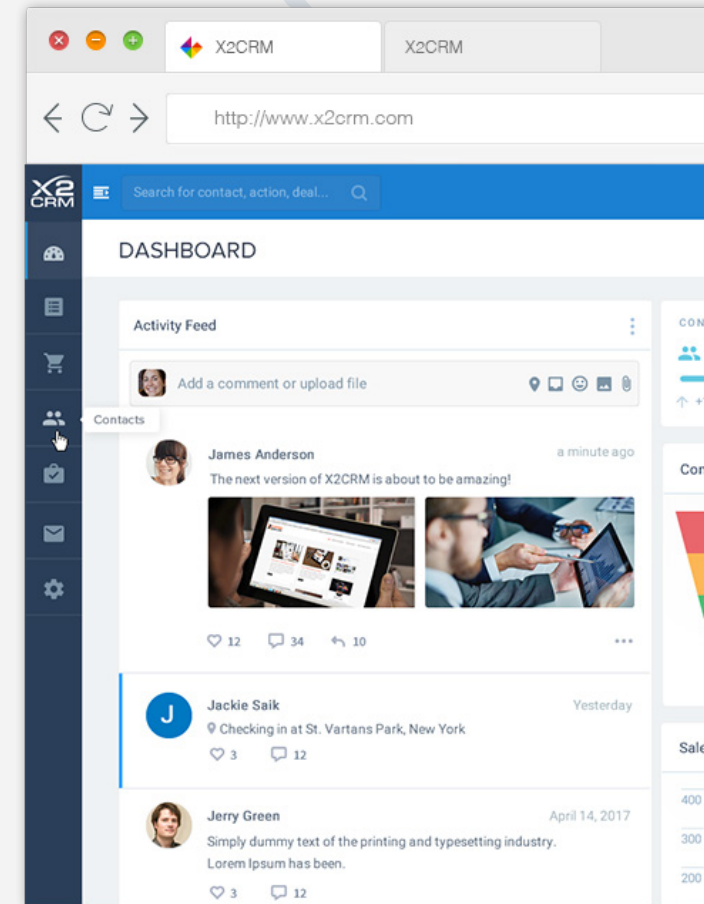 X2CRM
X2CRM
http://www.x2crm.com
X2
CRM
Search for contact, action, deal...
DASHBOARD
Activity Feed
Add a comment or upload file
Contacts
James Anderson
a minute ago
The next version of X2CRM is about to be amazing!
12
34
10
J
Jackie Saik
Yesterday
Checking in at St. Vartans Park, New York
3
12
Jerry Green
April 14, 2017
Simply dummy text of the printing and typesetting industry.
Lorem Ipsum has been.
3
12
CON
Con
Sale
400
300
200